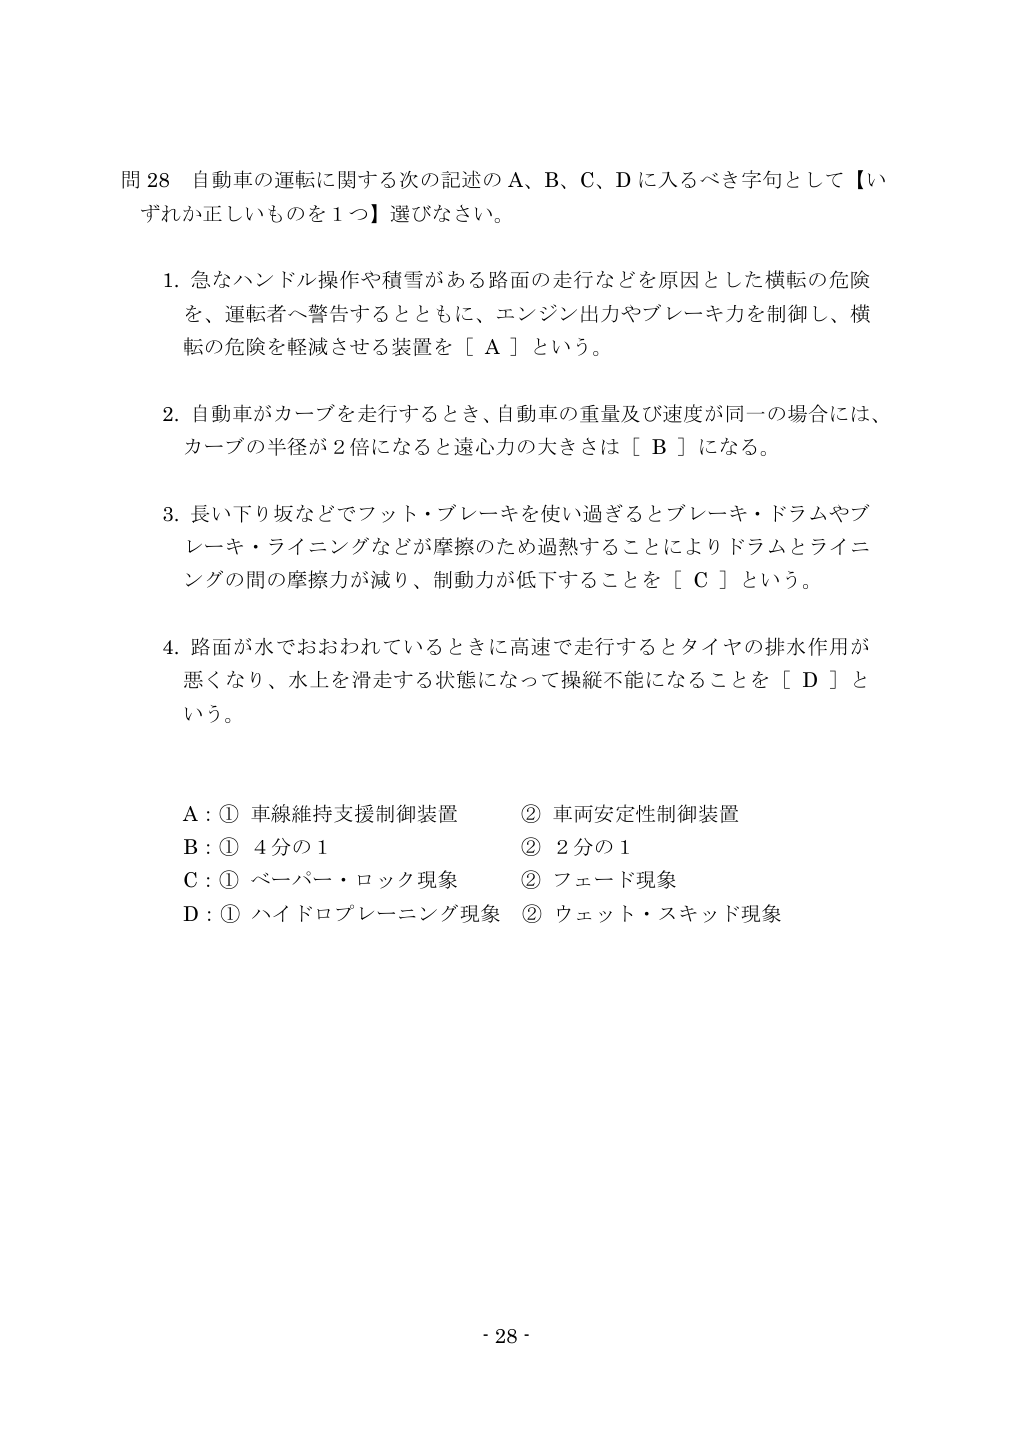 問 28　自動車の運転に関する次の記述の A、B、C、D に入るべき字句として【い
ずれか正しいものを１つ】選びなさい。
1. 急なハンドル操作や積雪がある路面の走行などを原因とした横転の危険
を、運転者へ警告するとともに、エンジン出力やブレーキ力を制御し、横
転の危険を軽減させる装置を［ A ］という。
2. 自動車がカーブを走行するとき、自動車の重量及び速度が同一の場合には、
カーブの半径が２倍になると遠心力の大きさは［ B ］になる。
3. 長い下り坂などでフット・ブレーキを使い過ぎるとブレーキ・ドラムやブ
レーキ・ライニングなどが摩擦のため過熱することによりドラムとライニ
ングの間の摩擦力が減り、制動力が低下することを［ C ］という。
4. 路面が水でおおわれているときに高速で走行するとタイヤの排水作用が
悪くなり、水上を滑走する状態になって操縦不能になることを［ D ］と
いう。
A : ① 車線維持支援制御装置　② 車両安定性制御装置
B : ① ４分の１　② ２分の１
C : ① ベーパー・ロック現象　② フェード現象
D : ① ハイドロプレーニング現象　② ウェット・スキッド現象
- 28 -